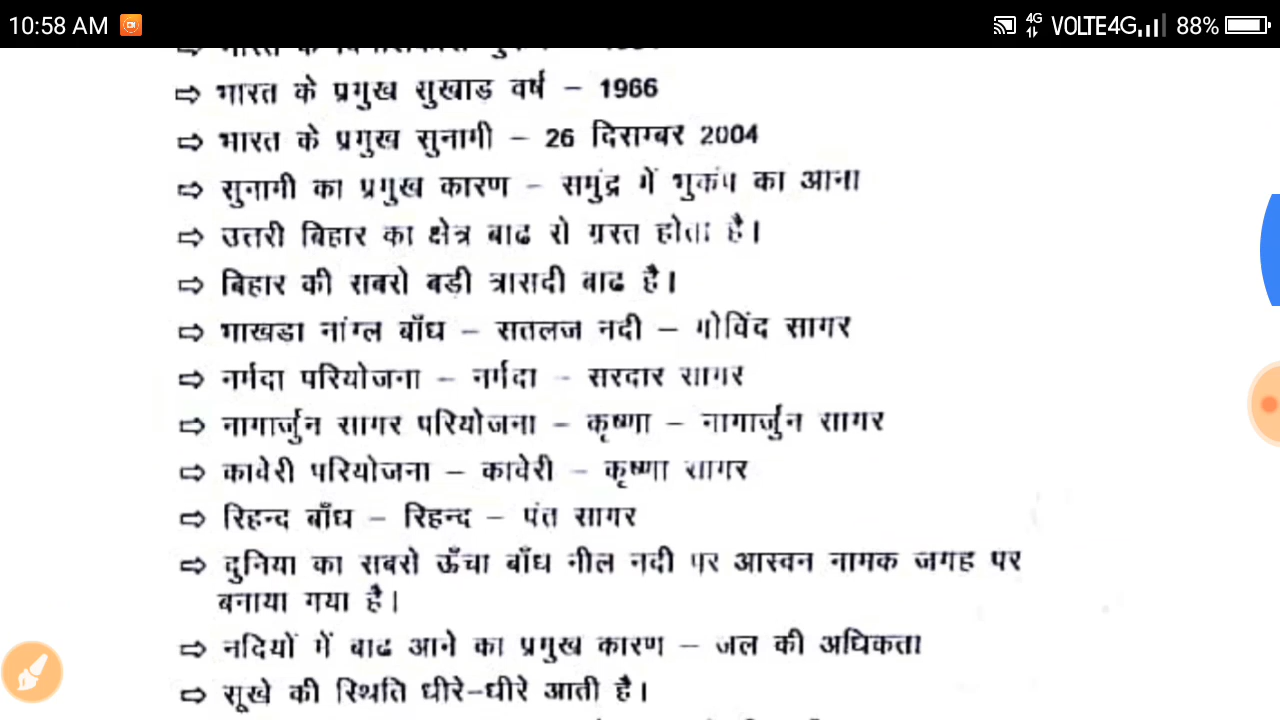 10:58 AM 4G VOLTE4G 88%
⇨ भारत के प्रमुख सुखाड़ वर्ष – 1966
⇨ भारत के प्रमुख सुनामी – 26 दिसम्बर 2004
⇨ सुनामी का प्रमुख कारण – समुंद्र में भुकंप का आना
⇨ उत्तरी बिहार का क्षेत्र बाढ से ग्रस्त होता है।
⇨ बिहार की सबसे बड़ी त्रासदी बाढ है।
⇨ भाखडा नांग्ल बाँध – सतलज नदी – गोविंद सागर
⇨ नर्मदा परियोजना – नर्मदा – सरदार सागर
⇨ नागार्जुन सागर परियोजना – कृष्णा – नागार्जुन सागर
⇨ कावेरी परियोजना – कावेरी – कृष्णा सागर
⇨ रिहन्द बाँध – रिहन्द – पंत सागर
⇨ दुनिया का सबसे ऊँचा बाँध नील नदी पर आस्वन नामक जगह पर
बनाया गया है।
⇨ नदियों में बाढ आने का प्रमुख कारण – जल की अधिकता
⇨ सूखे की स्थिति धीरे-धीरे आती है।